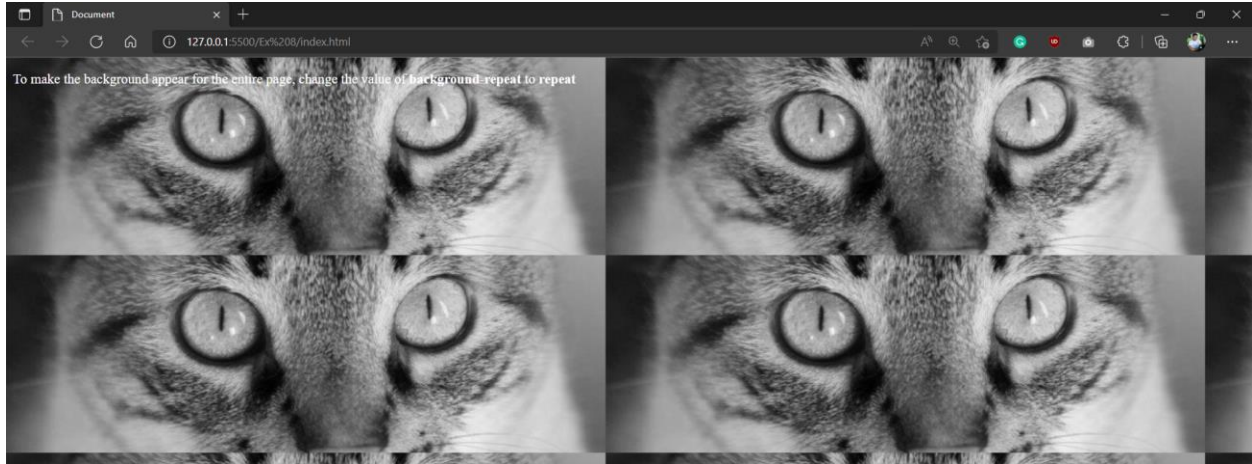 Document
127.0.0.1:5500/Ex%208/index.html
To make the background appear for the entire page, change the value of background-repeat to repeat